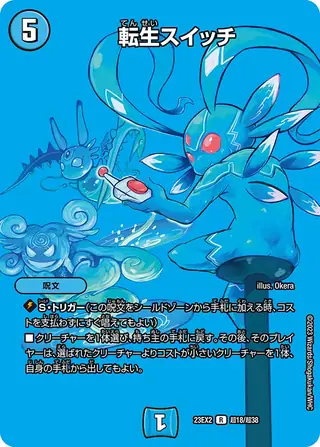 5
転生スイッチ
てんせい
呪文
じゅもん
illus. Okera
S・トリガー(この呪文をシールドゾーンから手札に加える時、コス
トを支払わずにすぐ唱えてもよい)
■クリーチャーを1体選び、持ち主の手札に戻す。その後、そのプレイ
ヤーは、選ばれたクリーチャーよりコストが小さいクリーチャーを1体、
自身の手札から出してもよい。
©2023 Wizards/Shogakukan/WHC
1
23EX2 R 超18/超38